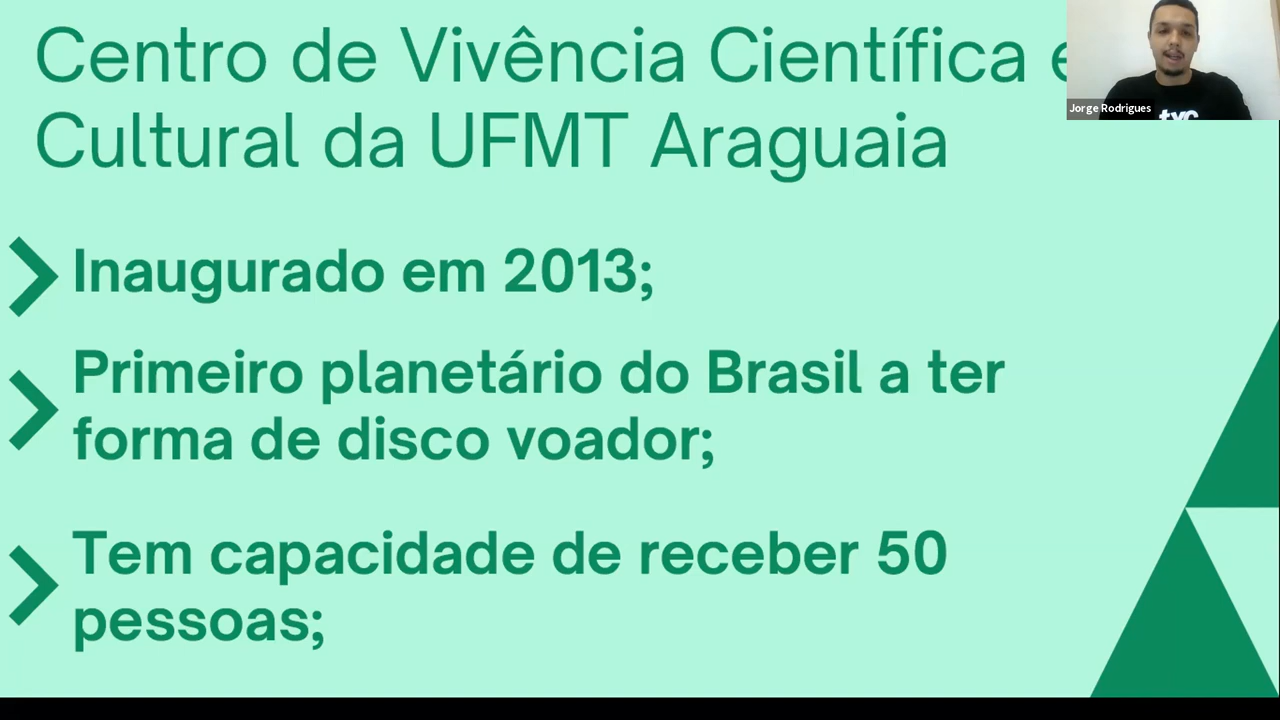 Centro de Vivência Científica e
Cultural da UFMT Araguaia
Jorge Rodrigues
Inaugurado em 2013;
Primeiro planetário do Brasil a ter
forma de disco voador;
Tem capacidade de receber 50
pessoas;